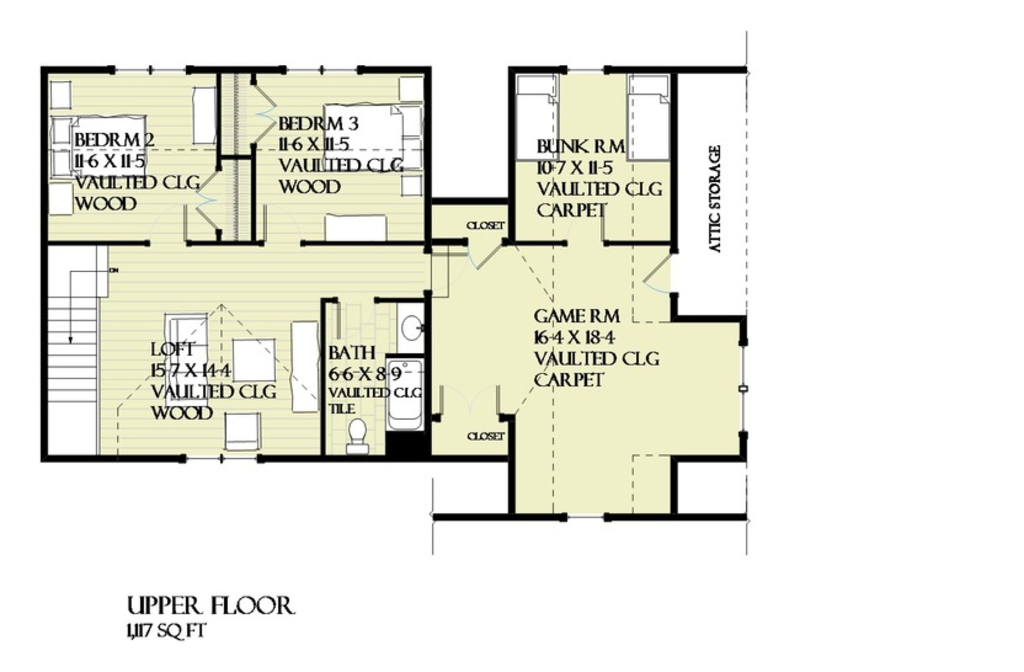 BEDRM 2
11-6 X 11-5
VAULTED CLG
WOOD
BEDRM 3
11-6 X 11-5
VAULTED CLG
WOOD
BUNK RM
10-7 X 11-5
VAULTED CLG
CARPET
ATTIC STORAGE
CLOSET
DN
GAME RM
16-4 X 18-4
VAULTED CLG
CARPET
LOFT
15-7 X 14-4
VAULTED CLG
WOOD
BATH
6-6 X 8-9
VAULTED CLG
TILE
CLOSET
UPPER FLOOR
1,117 SQ FT